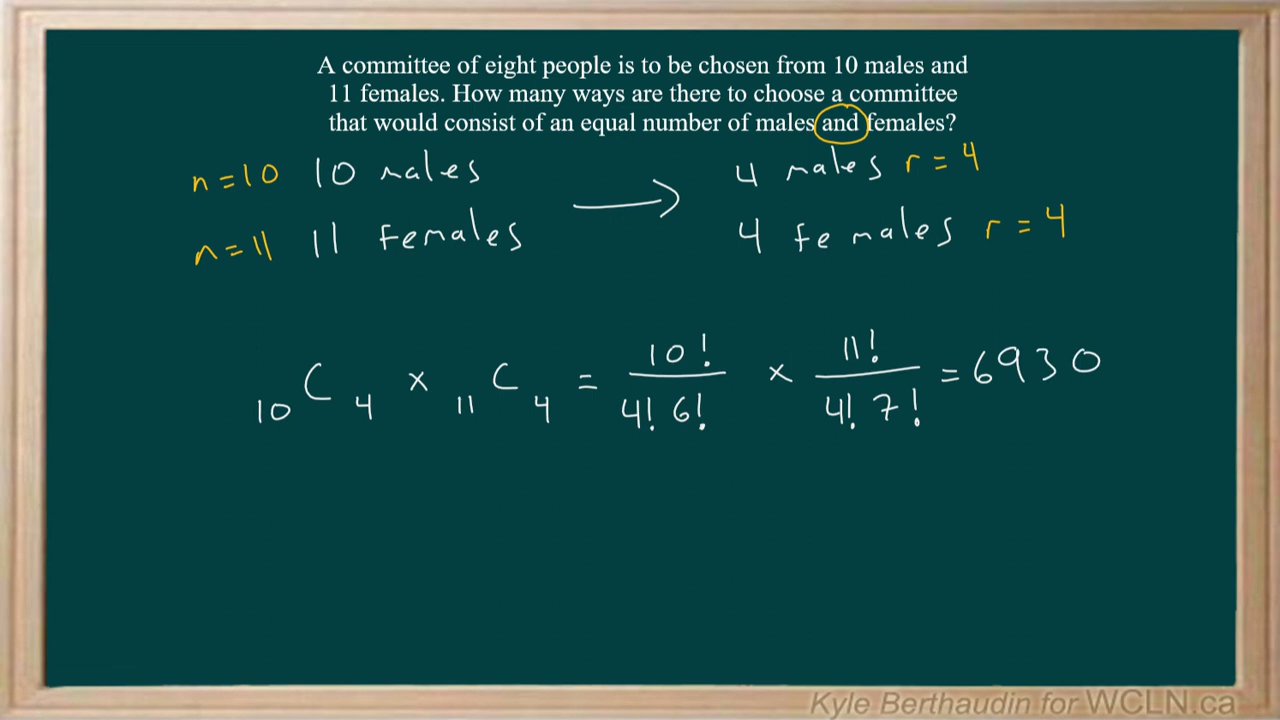 A committee of eight people is to be chosen from 10 males and
11 females. How many ways are there to choose a committee
that would consist of an equal number of males and females?
n = 10 10 males → 4 males r = 4
n = 11 11 Females 4 females r = 4
₁₀C₄ × ₁₁C₄ = 10!/(4! 6!) × 11!/(4! 7!) = 6930
Kyle Berthaudin for WCLN.ca